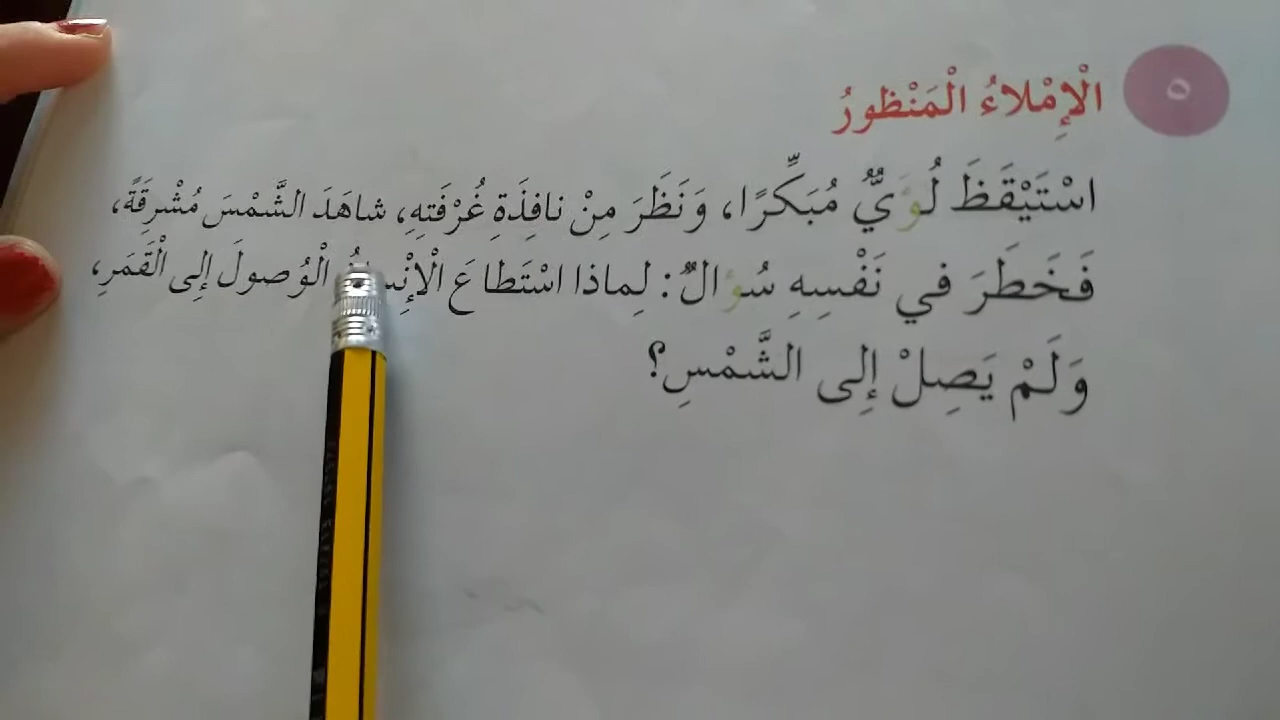 ٥
الْإِمْلاءُ الْمَنْظورُ
اسْتَيْقَظَ لُؤَيٌّ مُبَكِّرًا، وَنَظَرَ مِنْ نافِذَةِ غُرْفَتِهِ، شاهَدَ الشَّمْسَ مُشْرِقَةً،
فَخَطَرَ في نَفْسِهِ سُؤالٌ: لِماذا اسْتَطاعَ الْإِنْسانُ الْوُصولَ إِلى الْقَمَرِ،
وَلَمْ يَصِلْ إِلى الشَّمْسِ؟